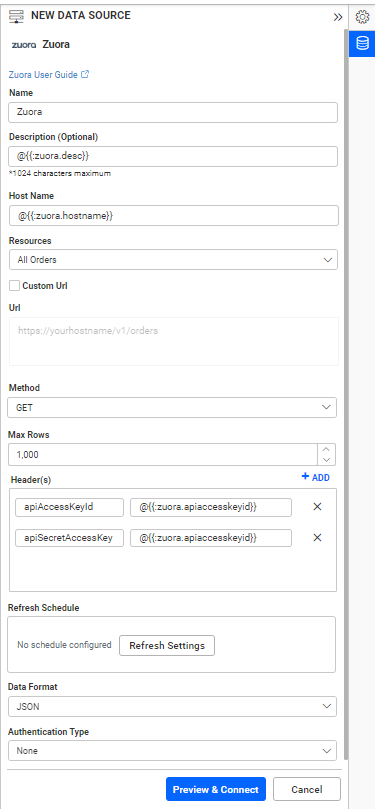 NEW DATA SOURCE
zuora Zuora
Zuora User Guide
Name
Zuora
Description (Optional)
@{{:zuora.desc}}
*1024 characters maximum
Host Name
@{{:zuora.hostname}}
Resources
All Orders
Custom Url
Url
https://yourhostname/v1/orders
Method
GET
Max Rows
1,000
Header(s)
+ ADD
apiAccessKeyId @{{:zuora.apiaccesskeyid}}
apiSecretAccessKey @{{:zuora.apiaccesskeyid}}
Refresh Schedule
No schedule configured Refresh Settings
Data Format
JSON
Authentication Type
None
Preview & Connect Cancel